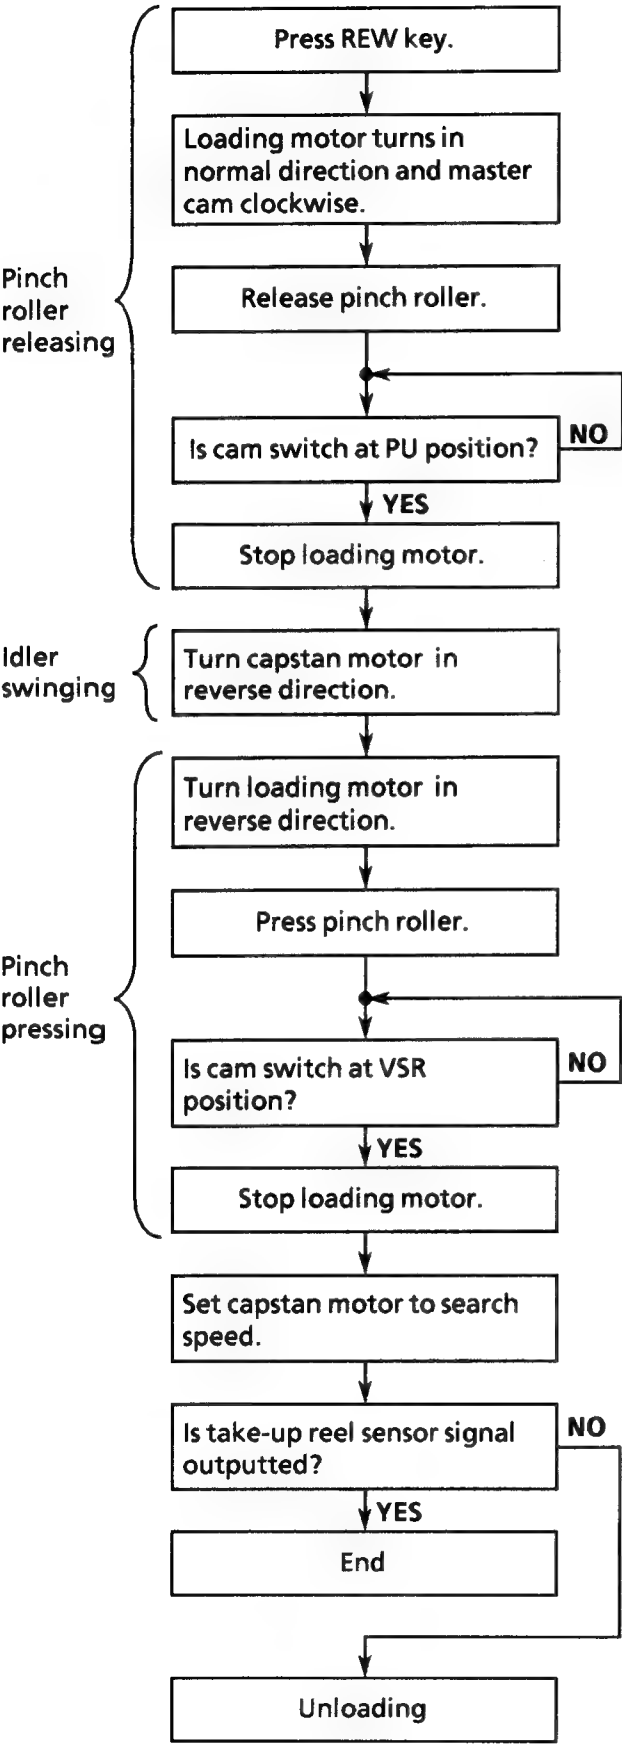 Press REW key.
Loading motor turns in
normal direction and master
cam clockwise.
Pinch
roller
releasing
Release pinch roller.
Is cam switch at PU position?
NO
YES
Stop loading motor.
Idler
swinging
Turn capstan motor in
reverse direction.
Turn loading motor in
reverse direction.
Press pinch roller.
Pinch
roller
pressing
Is cam switch at VSR
position?
NO
YES
Stop loading motor.
Set capstan motor to search
speed.
Is take-up reel sensor signal
outputted?
NO
YES
End
Unloading